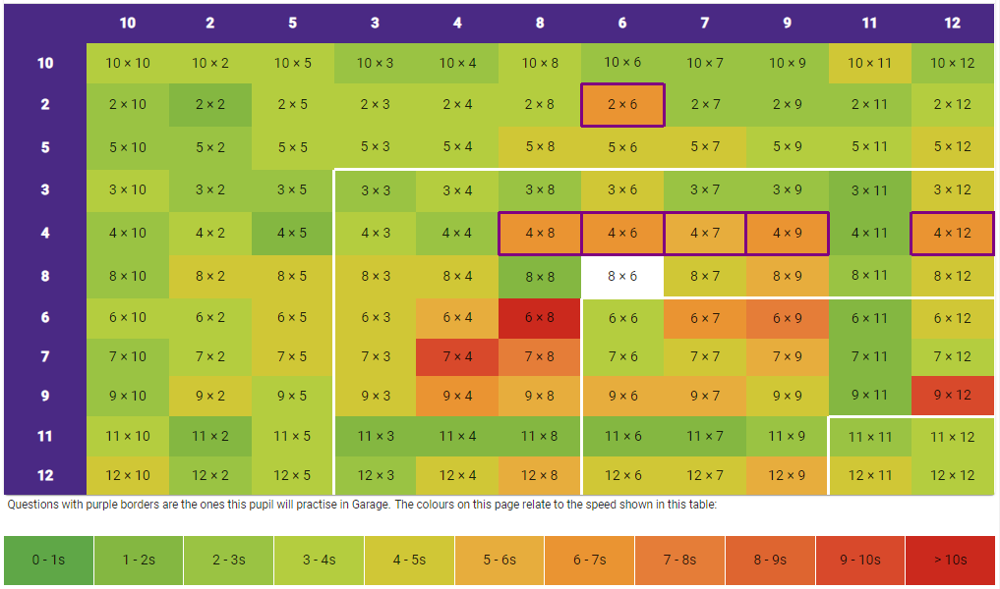 10 2 5 3 4 8 6 7 9 11 12
10 10 × 10 10 × 2 10 × 5 10 × 3 10 × 4 10 × 8 10 × 6 10 × 7 10 × 9 10 × 11 10 × 12
2 2 × 10 2 × 2 2 × 5 2 × 3 2 × 4 2 × 8 2 × 6 2 × 7 2 × 9 2 × 11 2 × 12
5 5 × 10 5 × 2 5 × 5 5 × 3 5 × 4 5 × 8 5 × 6 5 × 7 5 × 9 5 × 11 5 × 12
3 3 × 10 3 × 2 3 × 5 3 × 3 3 × 4 3 × 8 3 × 6 3 × 7 3 × 9 3 × 11 3 × 12
4 4 × 10 4 × 2 4 × 5 4 × 3 4 × 4 4 × 8 4 × 6 4 × 7 4 × 9 4 × 11 4 × 12
8 8 × 10 8 × 2 8 × 5 8 × 3 8 × 4 8 × 8 8 × 6 8 × 7 8 × 9 8 × 11 8 × 12
6 6 × 10 6 × 2 6 × 5 6 × 3 6 × 4 6 × 8 6 × 6 6 × 7 6 × 9 6 × 11 6 × 12
7 7 × 10 7 × 2 7 × 5 7 × 3 7 × 4 7 × 8 7 × 6 7 × 7 7 × 9 7 × 11 7 × 12
9 9 × 10 9 × 2 9 × 5 9 × 3 9 × 4 9 × 8 9 × 6 9 × 7 9 × 9 9 × 11 9 × 12
11 11 × 10 11 × 2 11 × 5 11 × 3 11 × 4 11 × 8 11 × 6 11 × 7 11 × 9 11 × 11 11 × 12
12 12 × 10 12 × 2 12 × 5 12 × 3 12 × 4 12 × 8 12 × 6 12 × 7 12 × 9 12 × 11 12 × 12
Questions with purple borders are the ones this pupil will practise in Garage. The colours on this page relate to the speed shown in this table:
0 - 1s 1 - 2s 2 - 3s 3 - 4s 4 - 5s 5 - 6s 6 - 7s 7 - 8s 8 - 9s 9 - 10s > 10s